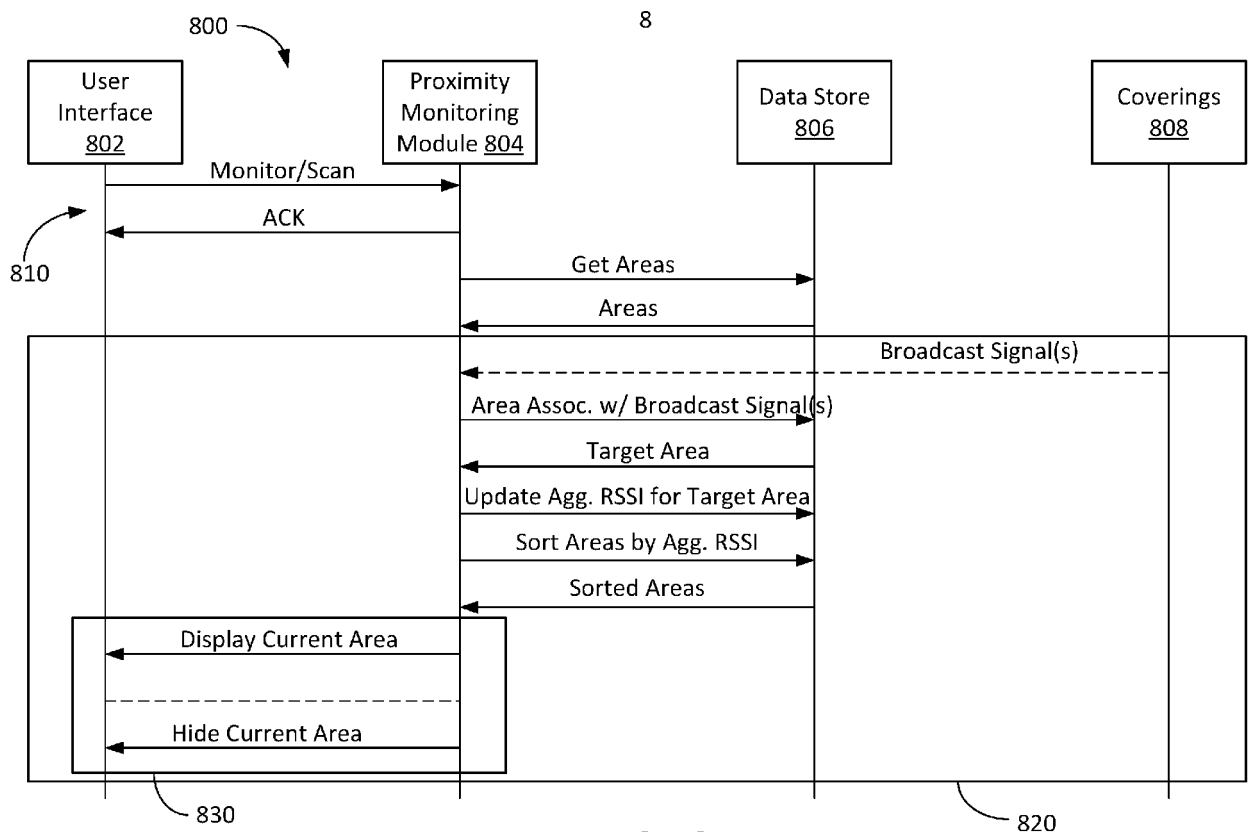 8
800
User
Interface
802
Proximity
Monitoring
Module 804
Data Store
806
Coverings
808
Monitor/Scan
810
ACK
Get Areas
Areas
Broadcast Signal(s)
Area Assoc. w/ Broadcast Signal(s)
Target Area
Update Agg. RSSI for Target Area
Sort Areas by Agg. RSSI
Sorted Areas
Display Current Area
Hide Current Area
830
820